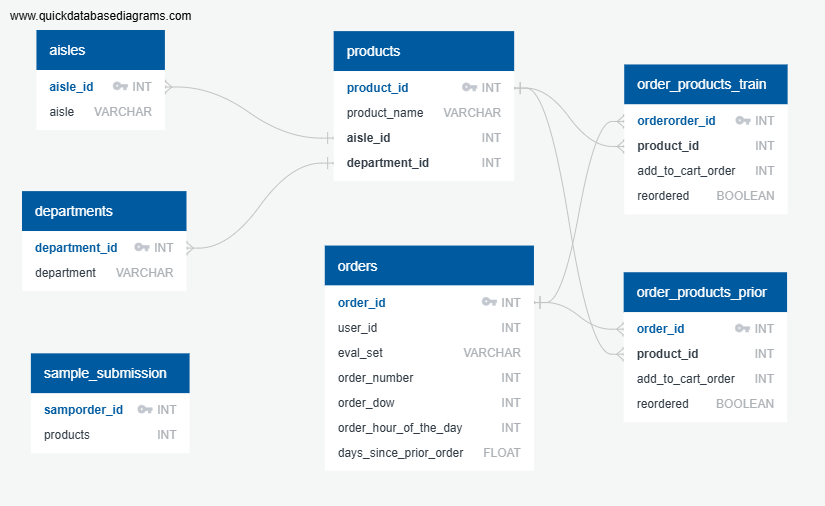 www.quickdatabasediagrams.com
aisles
aisle_id INT
aisle VARCHAR
products
product_id INT
product_name VARCHAR
aisle_id INT
department_id INT
order_products_train
orderorder_id INT
product_id INT
add_to_cart_order INT
reordered BOOLEAN
departments
department_id INT
department VARCHAR
orders
order_id INT
user_id INT
eval_set VARCHAR
order_number INT
order_dow INT
order_hour_of_the_day INT
days_since_prior_order FLOAT
order_products_prior
order_id INT
product_id INT
add_to_cart_order INT
reordered BOOLEAN
sample_submission
samporder_id INT
products INT